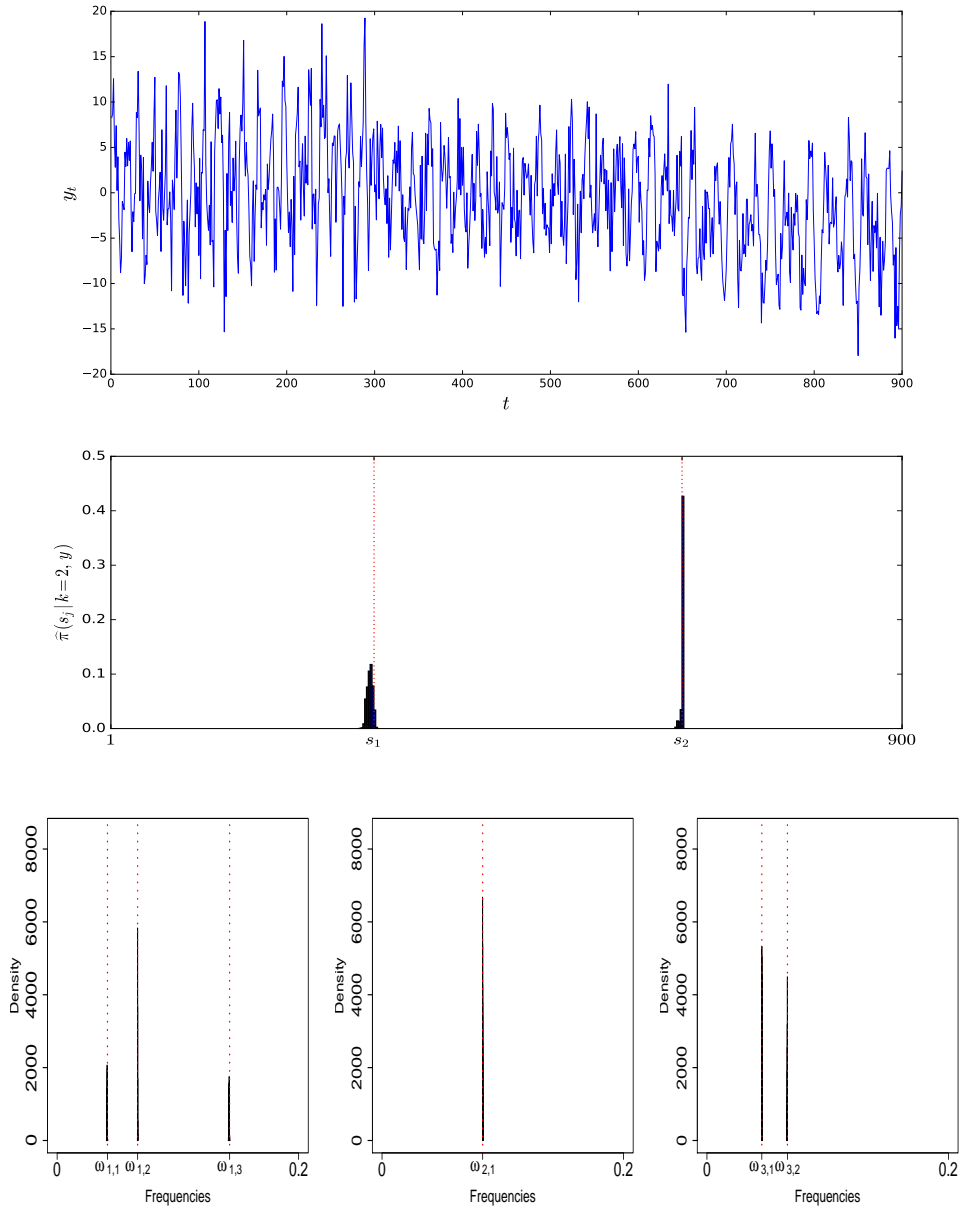 20
15
10
5
0
−5
−10
−15
−20
y_t
0 100 200 300 400 500 600 700 800 900
t
0.5
0.4
0.3
0.2
0.1
0.0
π̂(s_j | k = 2, y)
1 s_1 s_2 900
8000
6000
4000
2000
0
Density
0 ω_{1,1} ω_{1,2} ω_{1,3} 0.2
Frequencies
8000
6000
4000
2000
0
Density
0 ω_{2,1} 0.2
Frequencies
8000
6000
4000
2000
0
Density
0 ω_{3,1} ω_{3,2} 0.2
Frequencies